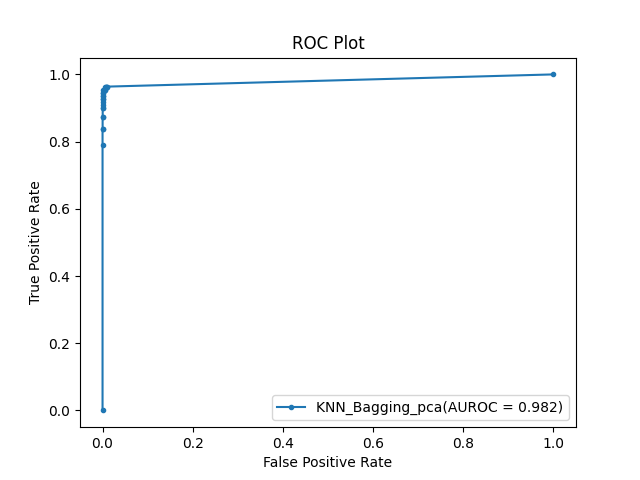 ROC Plot
1.0
0.8
0.6
0.4
0.2
0.0
True Positive Rate
KNN_Bagging_pca(AUROC = 0.982)
0.0 0.2 0.4 0.6 0.8 1.0
False Positive Rate